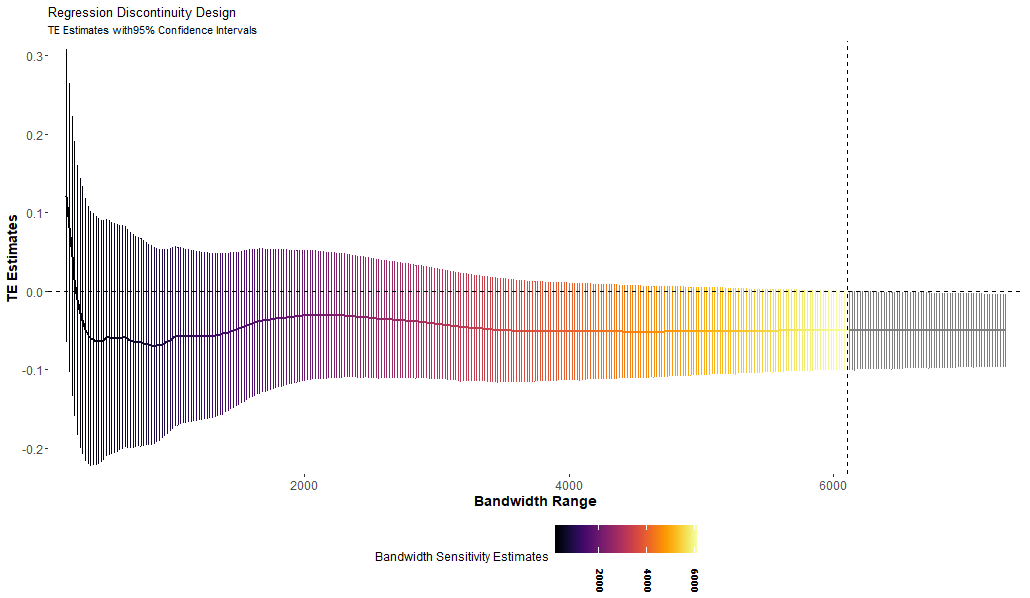 Regression Discontinuity Design
TE Estimates with95% Confidence Intervals
0.3
0.2
0.1
0.0
-0.1
-0.2
TE Estimates
2000
4000
6000
Bandwidth Range
Bandwidth Sensitivity Estimates
2000
4000
6000